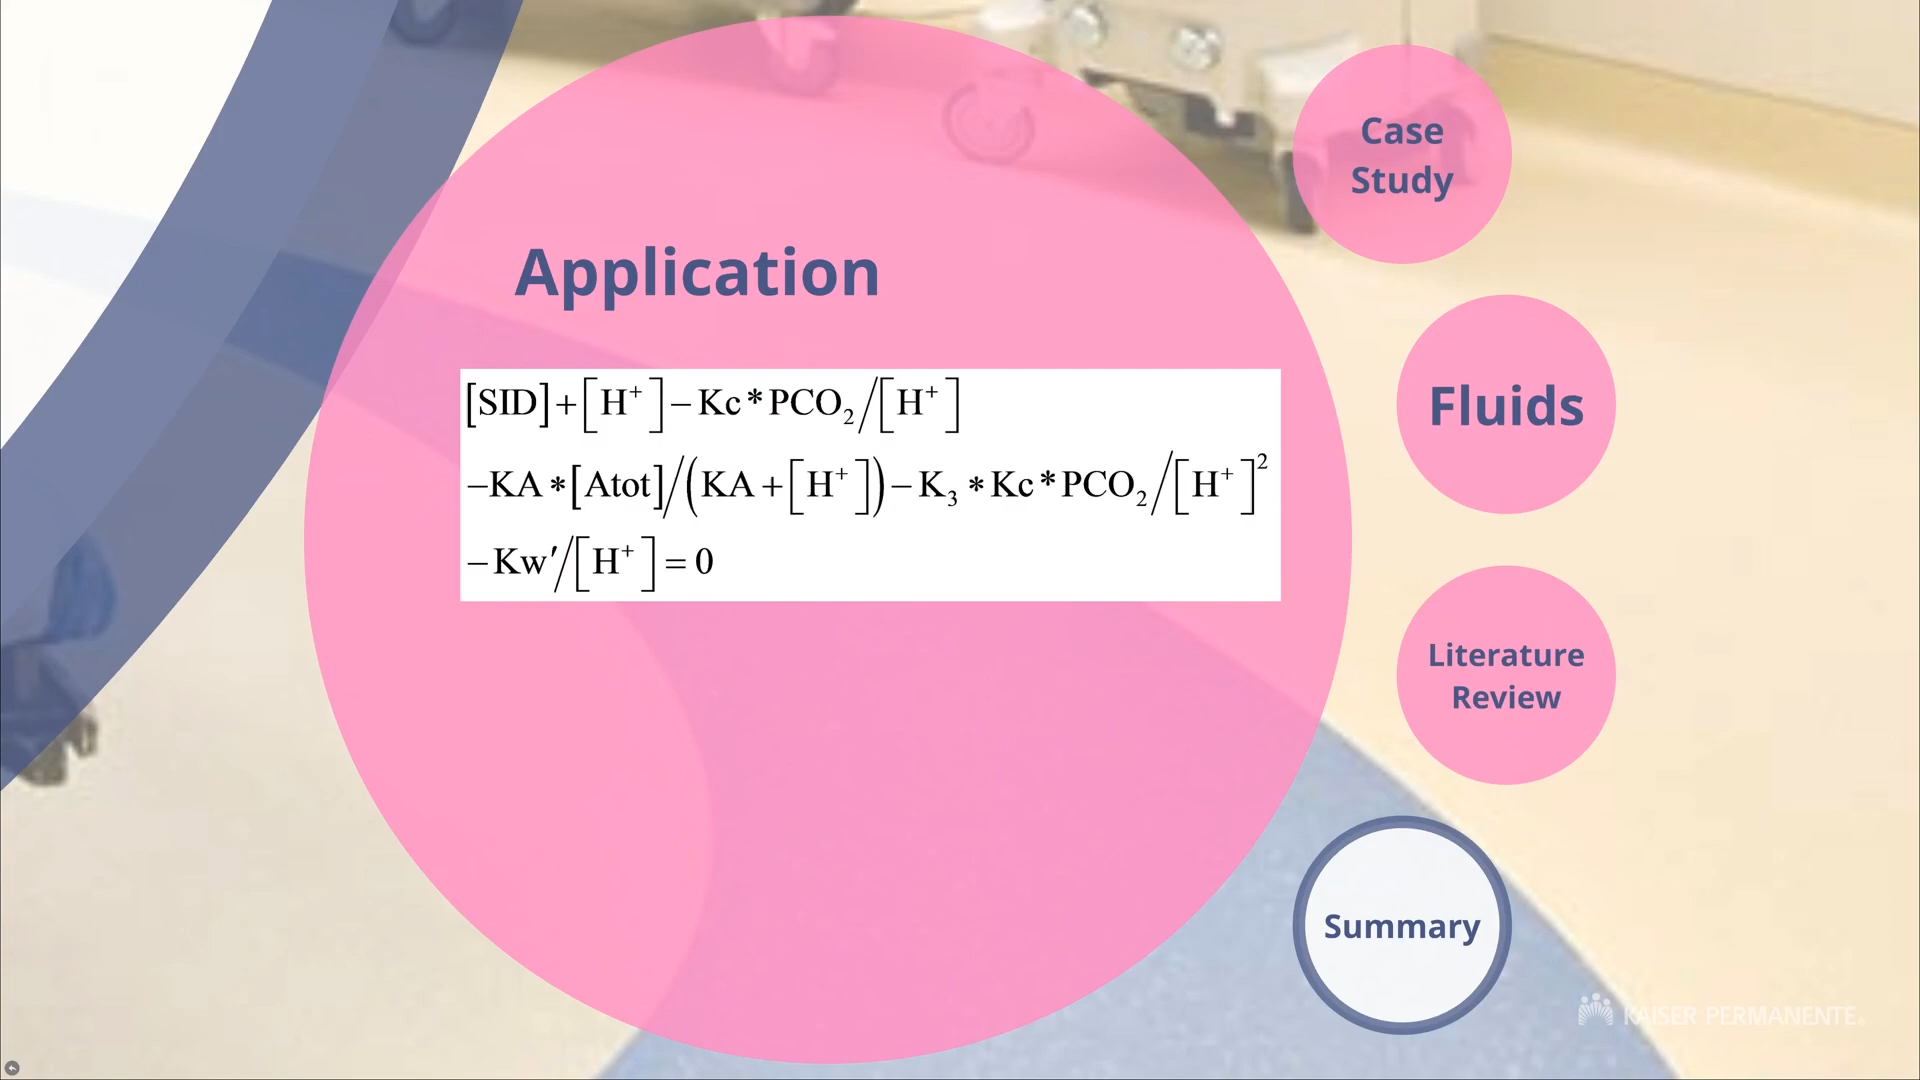 Application
[SID]+[H⁺]−Kc*PCO₂/[H⁺]
−KA*[Atot]/(KA+[H⁺])−K₃*Kc*PCO₂/[H⁺]²
−Kw′/[H⁺]=0
Case
Study
Fluids
Literature
Review
Summary
KAISER PERMANENTE®